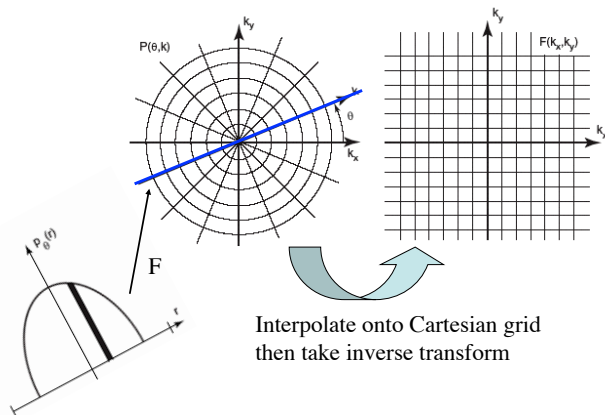 k_y
P(θ,k)
k
θ
k_x
k_y
F(k_x,k_y)
k_x
p_θ(r)
r
F
Interpolate onto Cartesian grid
then take inverse transform